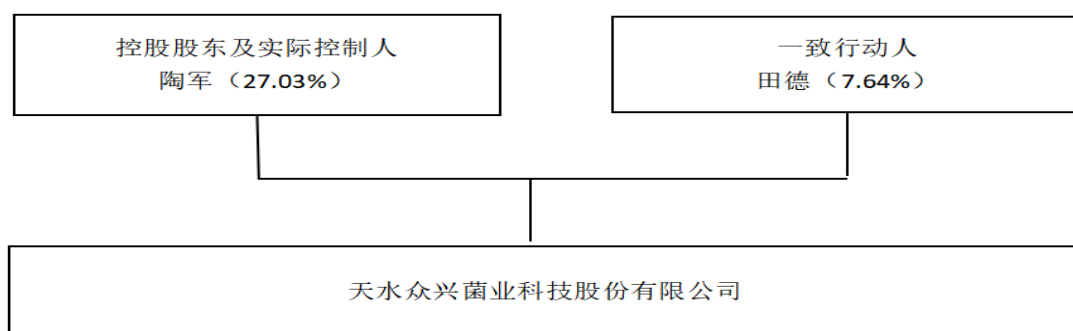 控股股东及实际控制人
陶军（27.03%）
一致行动人
田德（7.64%）
天水众兴菌业科技股份有限公司